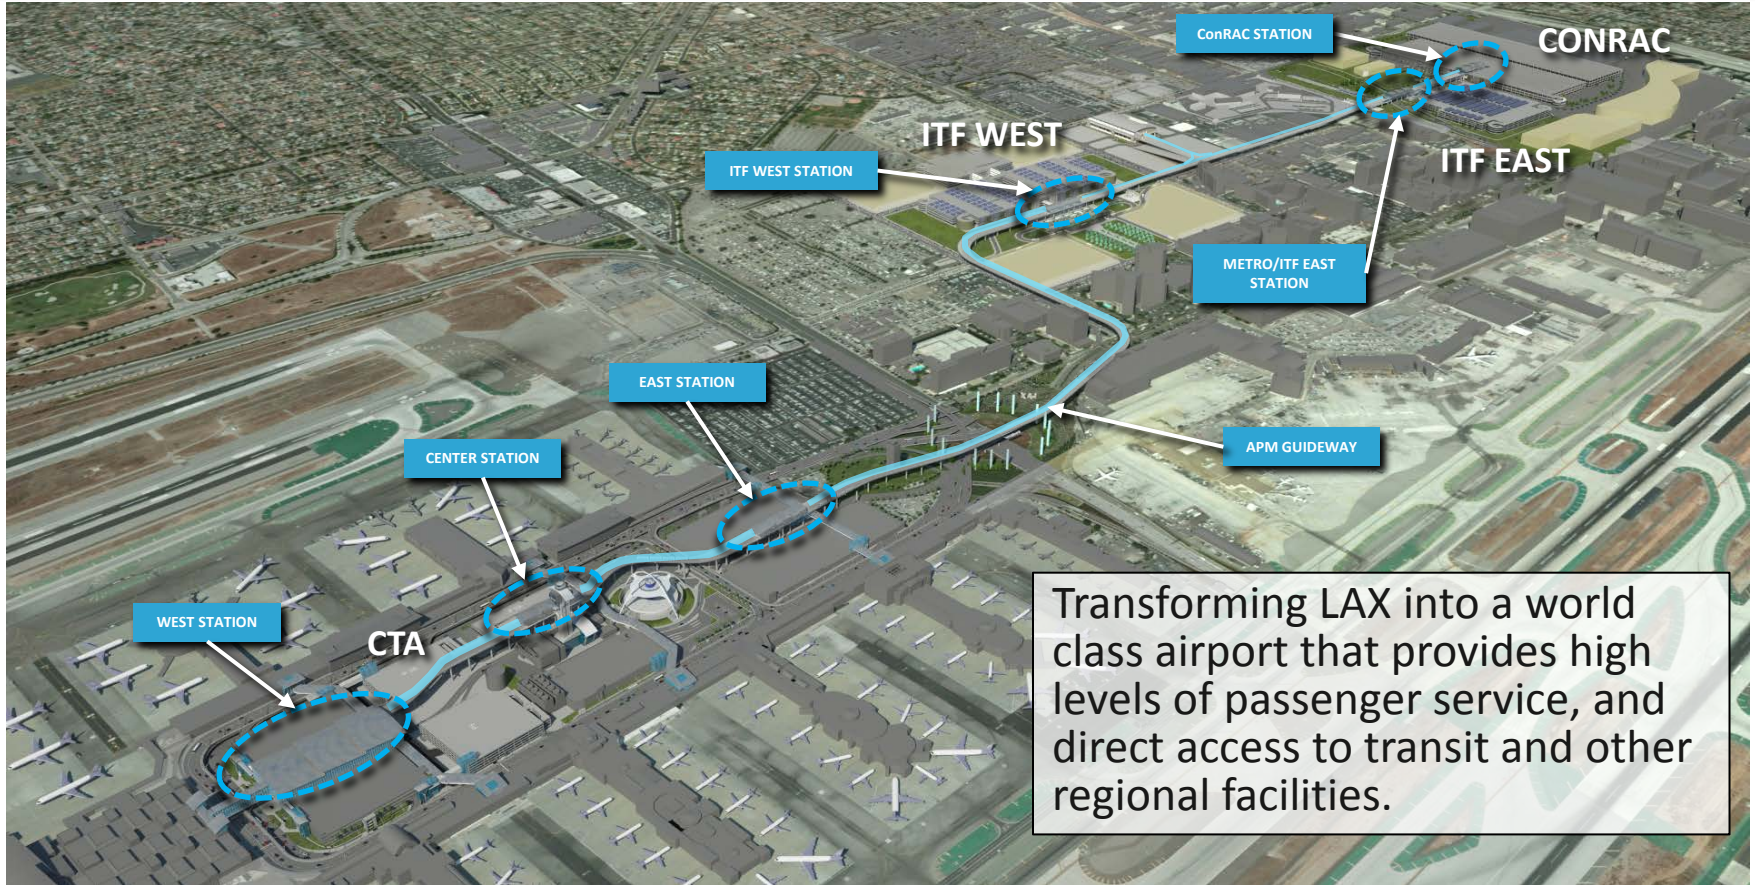 ConRAC STATION
CONRAC
ITF WEST
ITF WEST STATION
ITF EAST
METRO/ITF EAST
STATION
EAST STATION
APM GUIDEWAY
CENTER STATION
WEST STATION
CTA
Transforming LAX into a world
class airport that provides high
levels of passenger service, and
direct access to transit and other
regional facilities.